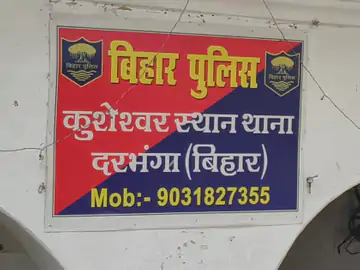 बिहार पुलिस
बिहार पुलिस
बिहार पुलिस
कुशेश्वर स्थान थाना
दरभंगा (बिहार)
Mob:- 9031827355